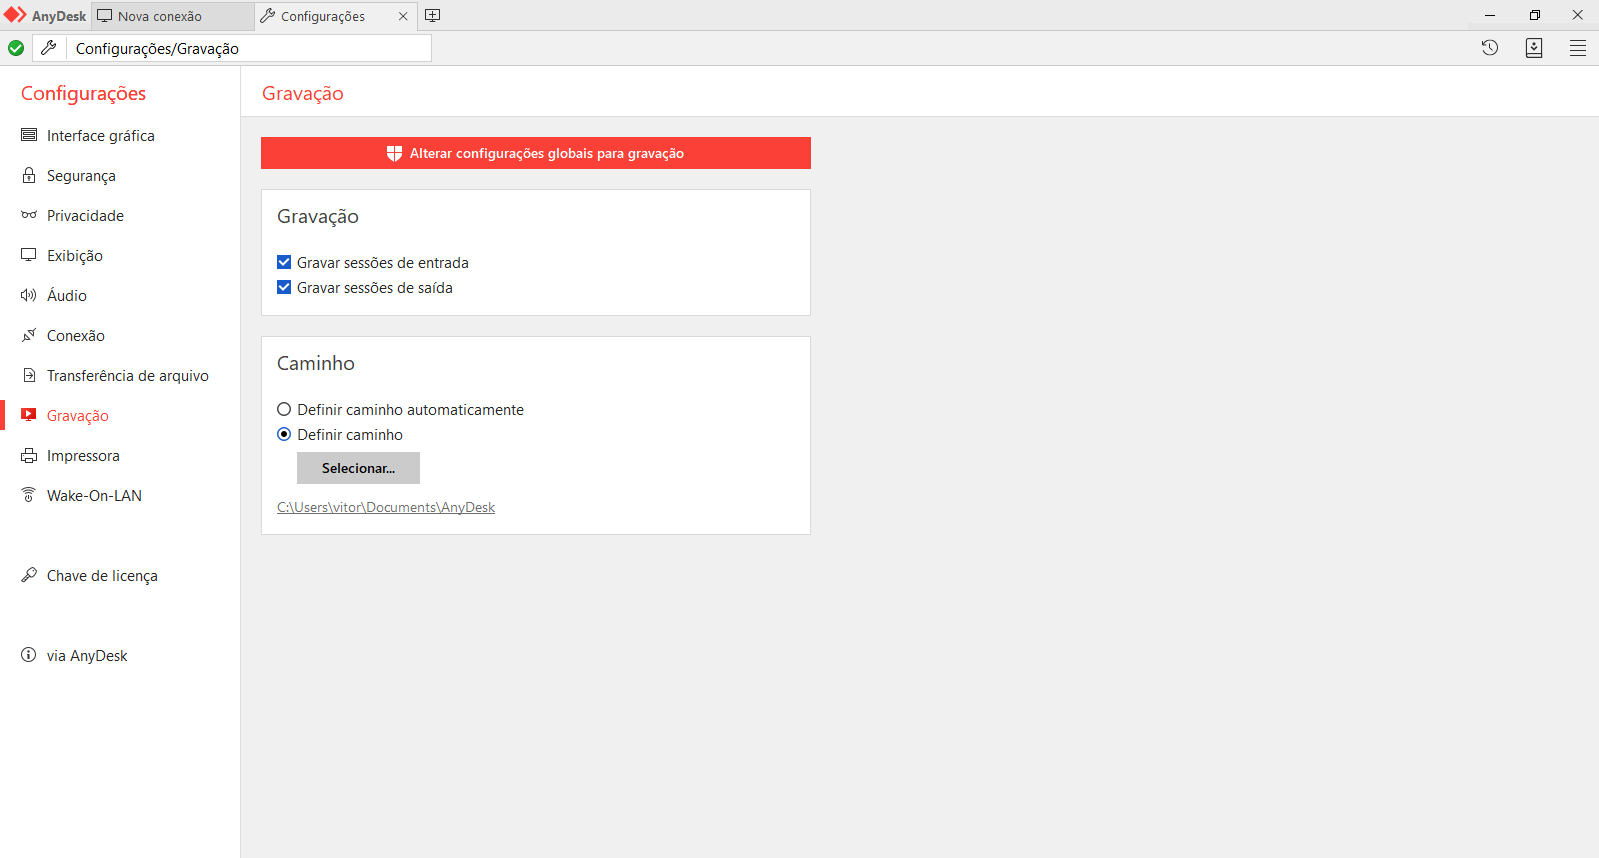 AnyDesk
Nova conexão
Configurações
Configurações/Gravação
Configurações
Interface gráfica
Segurança
Privacidade
Exibição
Áudio
Conexão
Transferência de arquivo
Gravação
Impressora
Wake-On-LAN
Chave de licença
via AnyDesk
Gravação
Alterar configurações globais para gravação
Gravação
Gravar sessões de entrada
Gravar sessões de saída
Caminho
Definir caminho automaticamente
Definir caminho
Selecionar...
C:\Users\vitor\Documents\AnyDesk